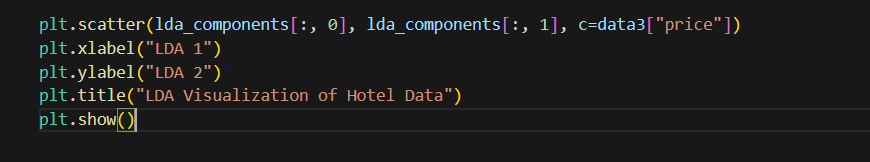 plt.scatter(lda_components[:, 0], lda_components[:, 1], c=data3["price"])
plt.xlabel("LDA 1")
plt.ylabel("LDA 2")
plt.title("LDA Visualization of Hotel Data")
plt.show()